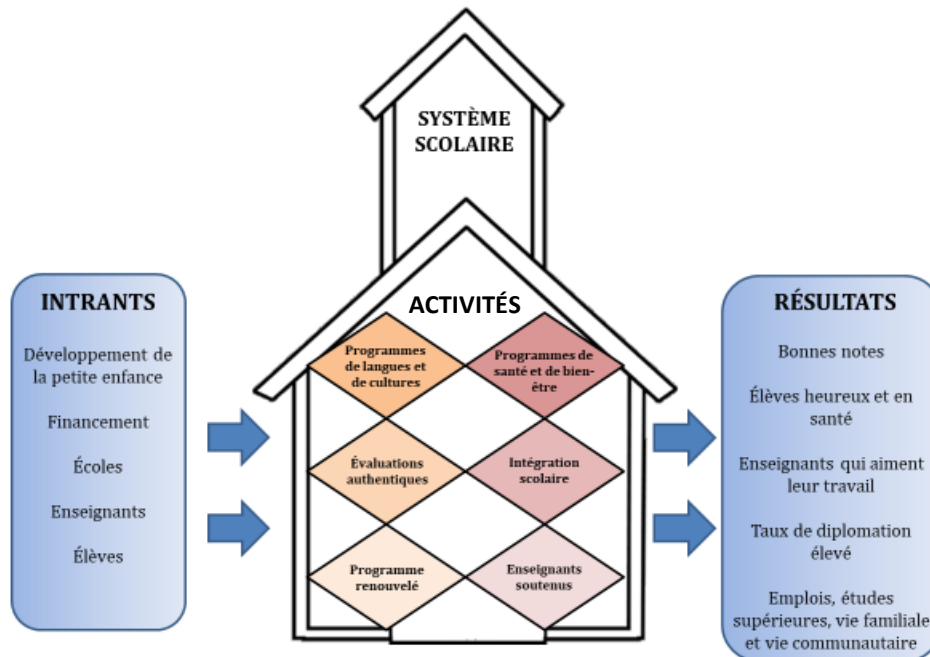 SYSTÈME
SCOLAIRE
INTRANTS
Développement de
la petite enfance
Financement
Écoles
Enseignants
Élèves
ACTIVITÉS
Programmes
de langues et
de cultures
Programmes de
santé et de bien-
être
Évaluations
authentiques
Intégration
scolaire
Programme
renouvelé
Enseignants
soutenus
RÉSULTATS
Bonnes notes
Élèves heureux et en
santé
Enseignants qui aiment
leur travail
Taux de diplomation
élevé
Emplois, études
supérieures, vie familiale
et vie communautaire